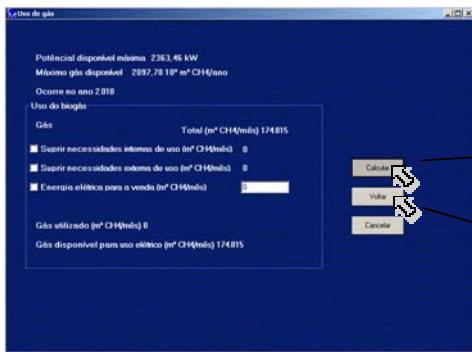 Uso de gás
Potêncial disponível máxima 2363,46 kW
Máximo gás disponível 2097,78 10³ m³ CH4/ano
Ocorre no ano 2.010
Uso do biogás
Gás Total (m³ CH4/mês) 174.815
Suprir necessidades internas de uso (m³ CH4/mês) 0
Suprir necessidades externa de uso (m³ CH4/mês) 0
Energia elétrica para a venda (m³ CH4/mês) 0
Calcular
Voltar
Cancelar
Gás utilizado (m³ CH4/mês) 0
Gás disponível para uso elétrico (m³ CH4/mês) 174.815